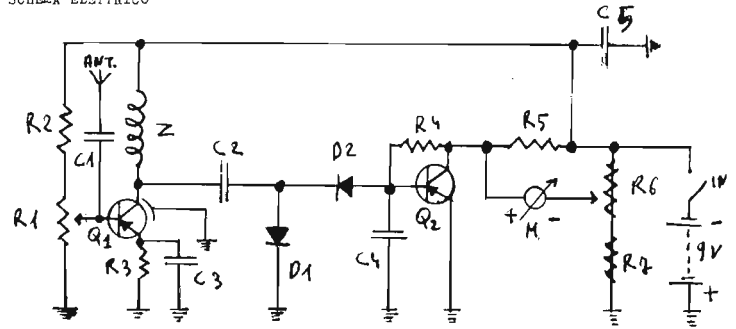 SCHEMA ELETTRICO
C5
ANT.
R2
C1
Z
C2
D2
R4
R5
R1
Q1
R3
C3
D1
C4
Q2
+ M -
R6
R7
IN
-
9V
+